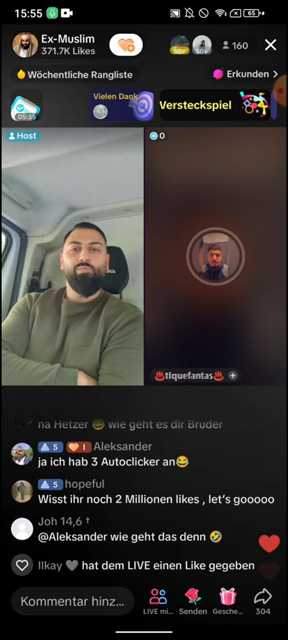 15:55
65
Ex-Muslim
371.7K Likes
50×
160
Wöchentliche Rangliste
Erkunden >
05:35
Vielen Dank
Versteckspiel
Host
0
♨️tiquefantas♨️ +
na Hetzer 😂 wie geht es dir Bruder
5 1 Aleksander
ja ich hab 3 Autoclicker an😂
5 hopeful
Wisst ihr noch 2 Millionen likes , let's gooooo
Joh 14,6 †
@Aleksander wie geht das denn 🤣
Ilkay 🩶 hat dem LIVE einen Like gegeben
Kommentar hinz...
LIVE mi...
Senden
Gesche...
304